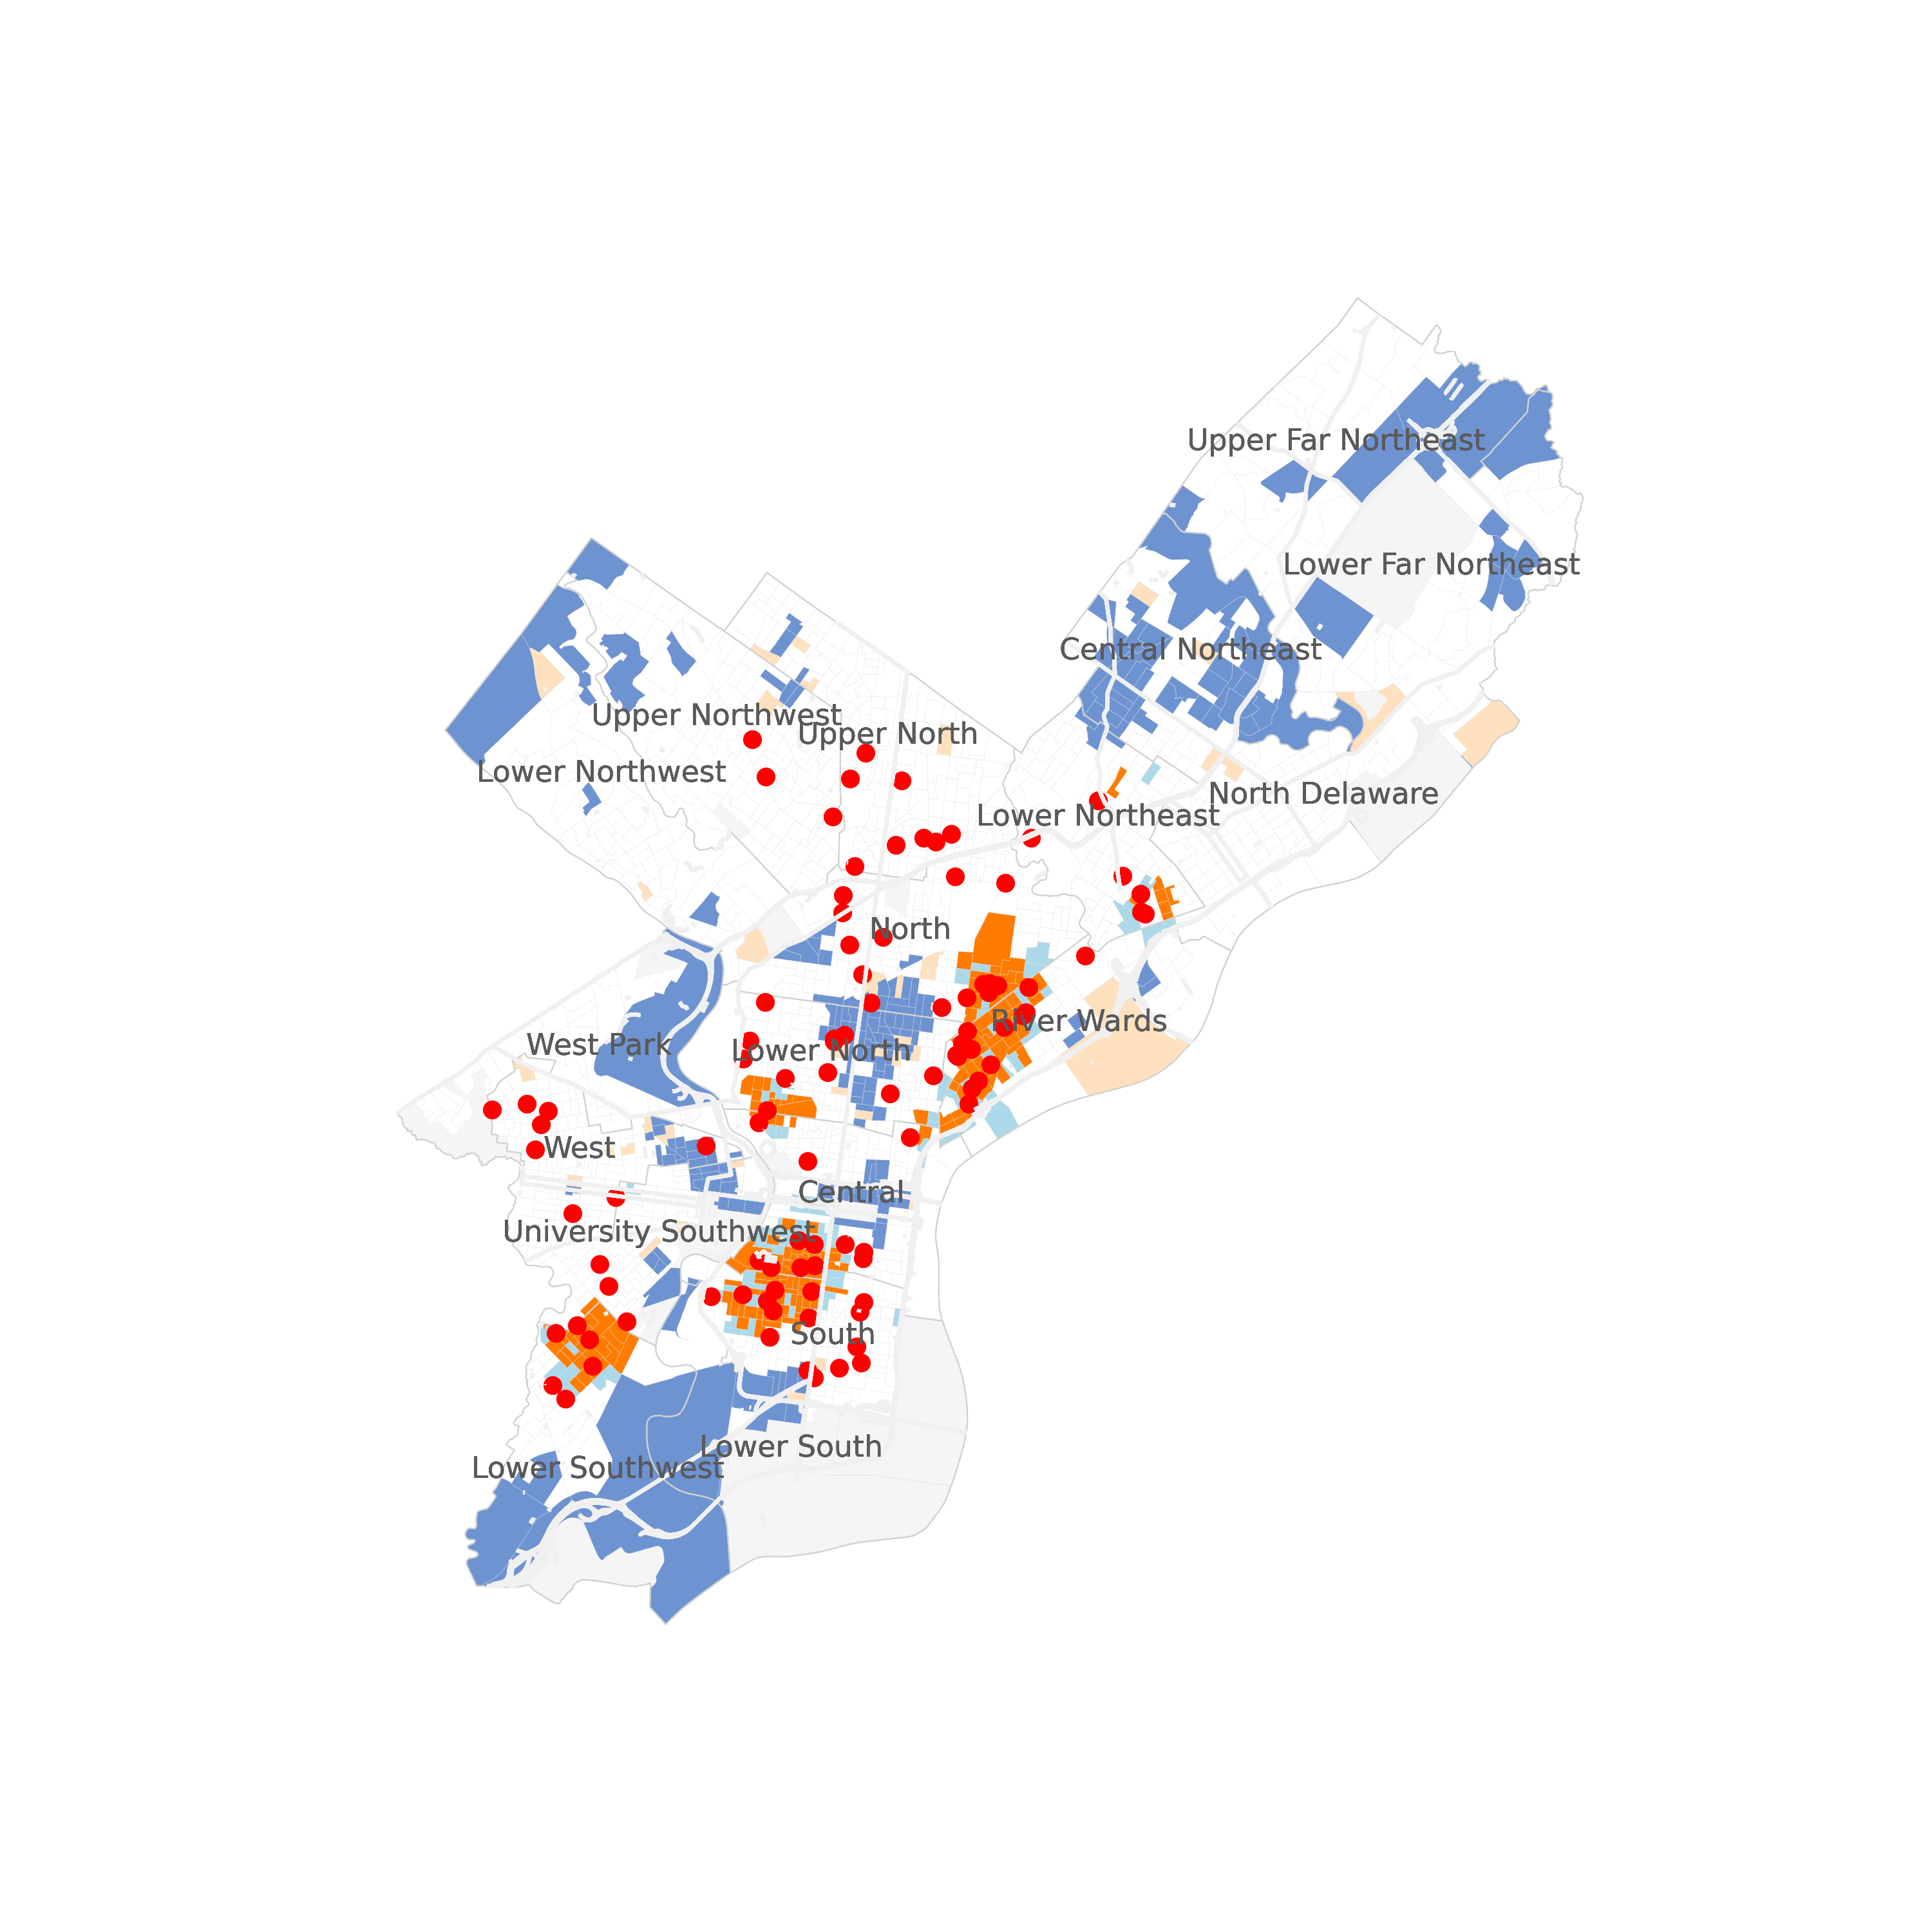 Upper Far Northeast
Lower Far Northeast
Central Northeast
Upper Northwest
Upper North
Lower Northwest
North Delaware
Lower Northeast
North
River Wards
West Park
Lower North
West
Central
University Southwest
South
Lower South
Lower Southwest